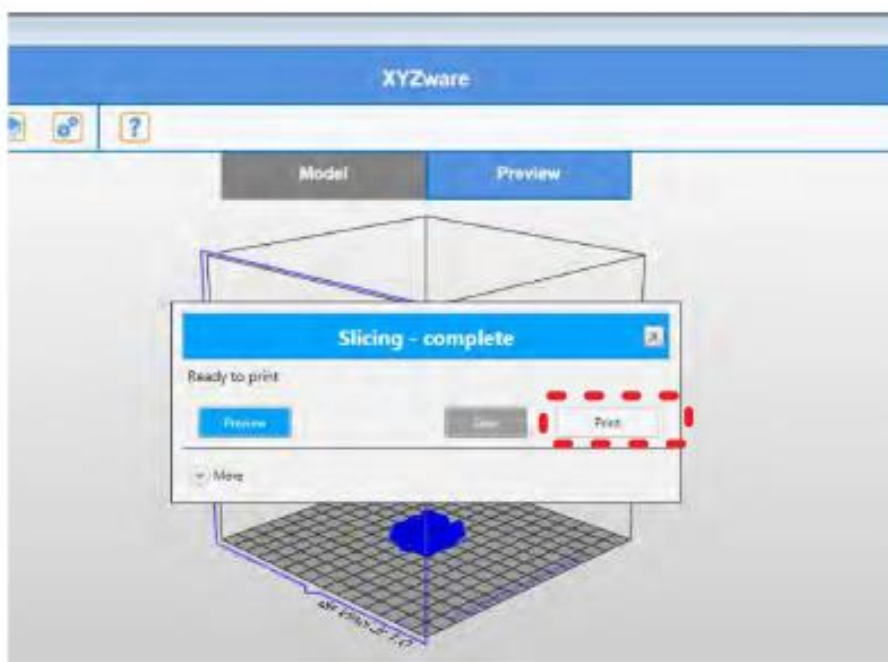 XYZware
?
Model Preview
Slicing - complete
Ready to print
Preview Print
More